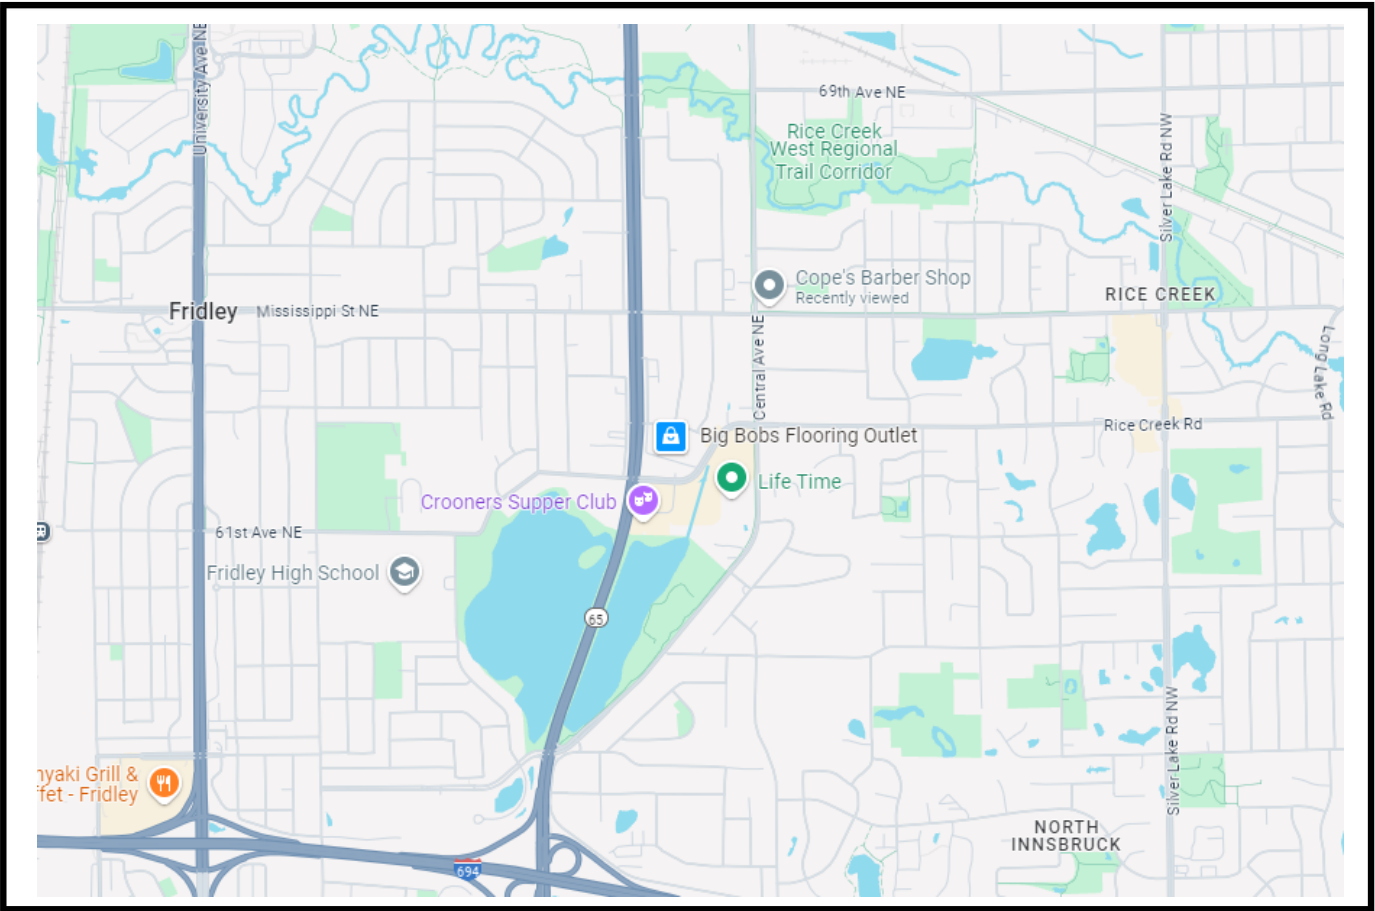 University Ave NE
69th Ave NE
Rice Creek
West Regional
Trail Corridor
Silver Lake Rd NW
Cope's Barber Shop
Recently viewed
RICE CREEK
Fridley
Mississippi St NE
Central Ave NE
Long Lake Rd
Rice Creek Rd
Big Bobs Flooring Outlet
Life Time
Crooners Supper Club
61st Ave NE
Fridley High School
65
Silver Lake Rd NW
nyaki Grill &
ffet - Fridley
NORTH
INNSBRUCK
694